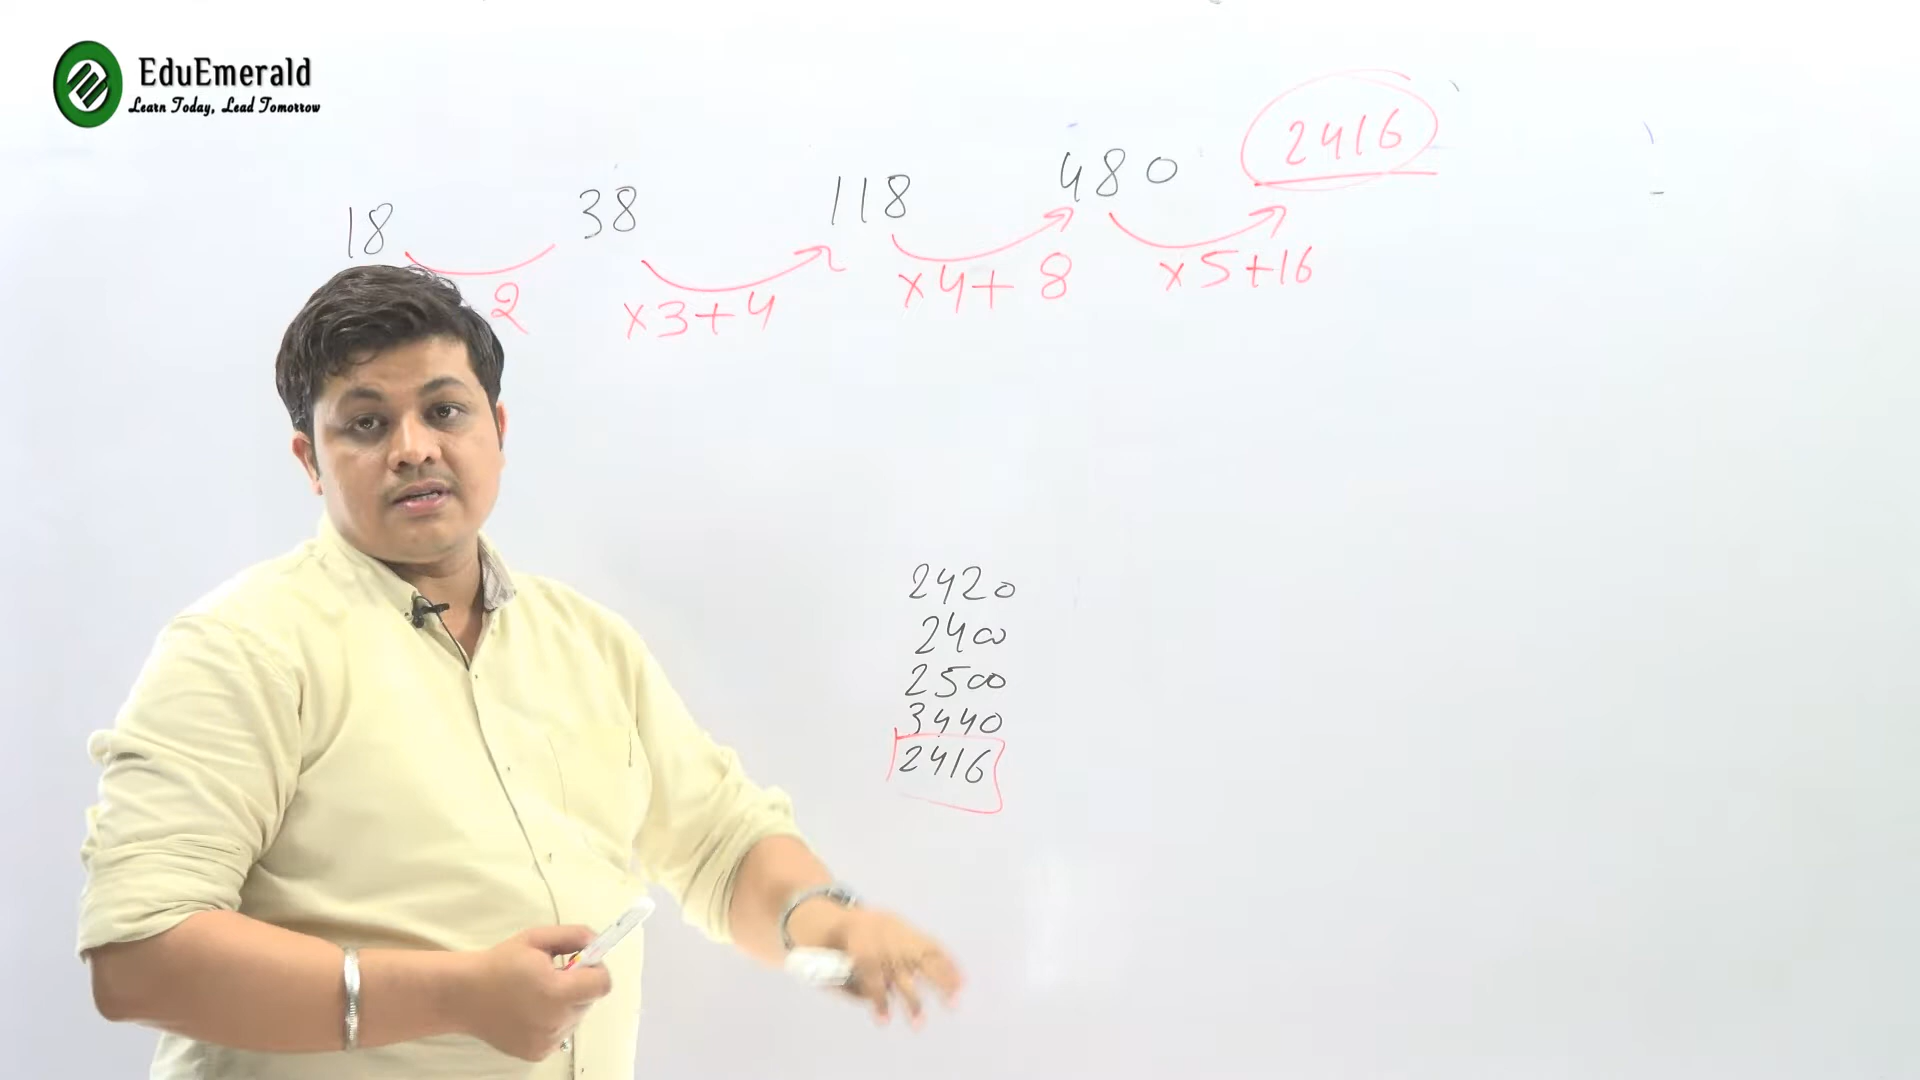 EduEmerald
Learn Today, Lead Tomorrow
18 38 118 480 2416
2 ×3+4 ×4+8 ×5+16
2420
2400
2500
3440
2416